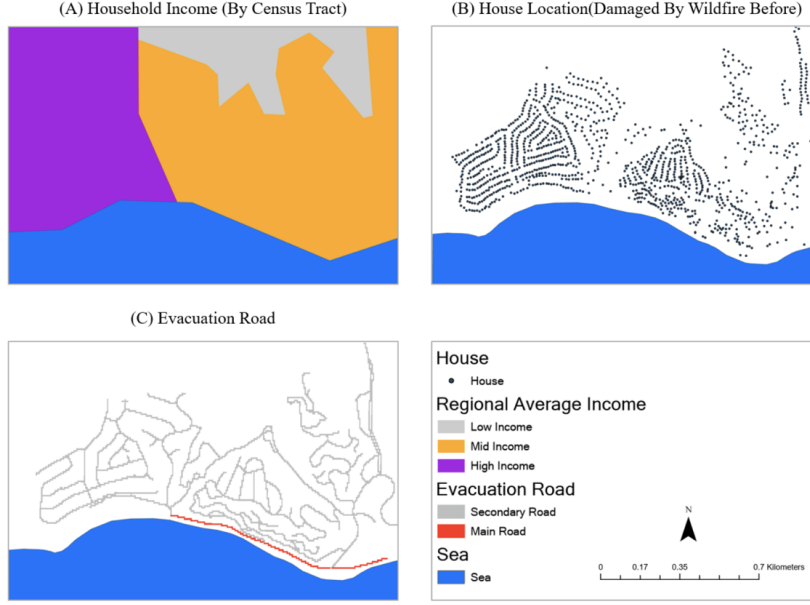 (A) Household Income (By Census Tract)
(B) House Location(Damaged By Wildfire Before)
(C) Evacuation Road
House
House
Regional Average Income
Low Income
Mid Income
High Income
Evacuation Road
Secondary Road
Main Road
Sea
Sea
N
0 0.17 0.35 0.7 Kilometers